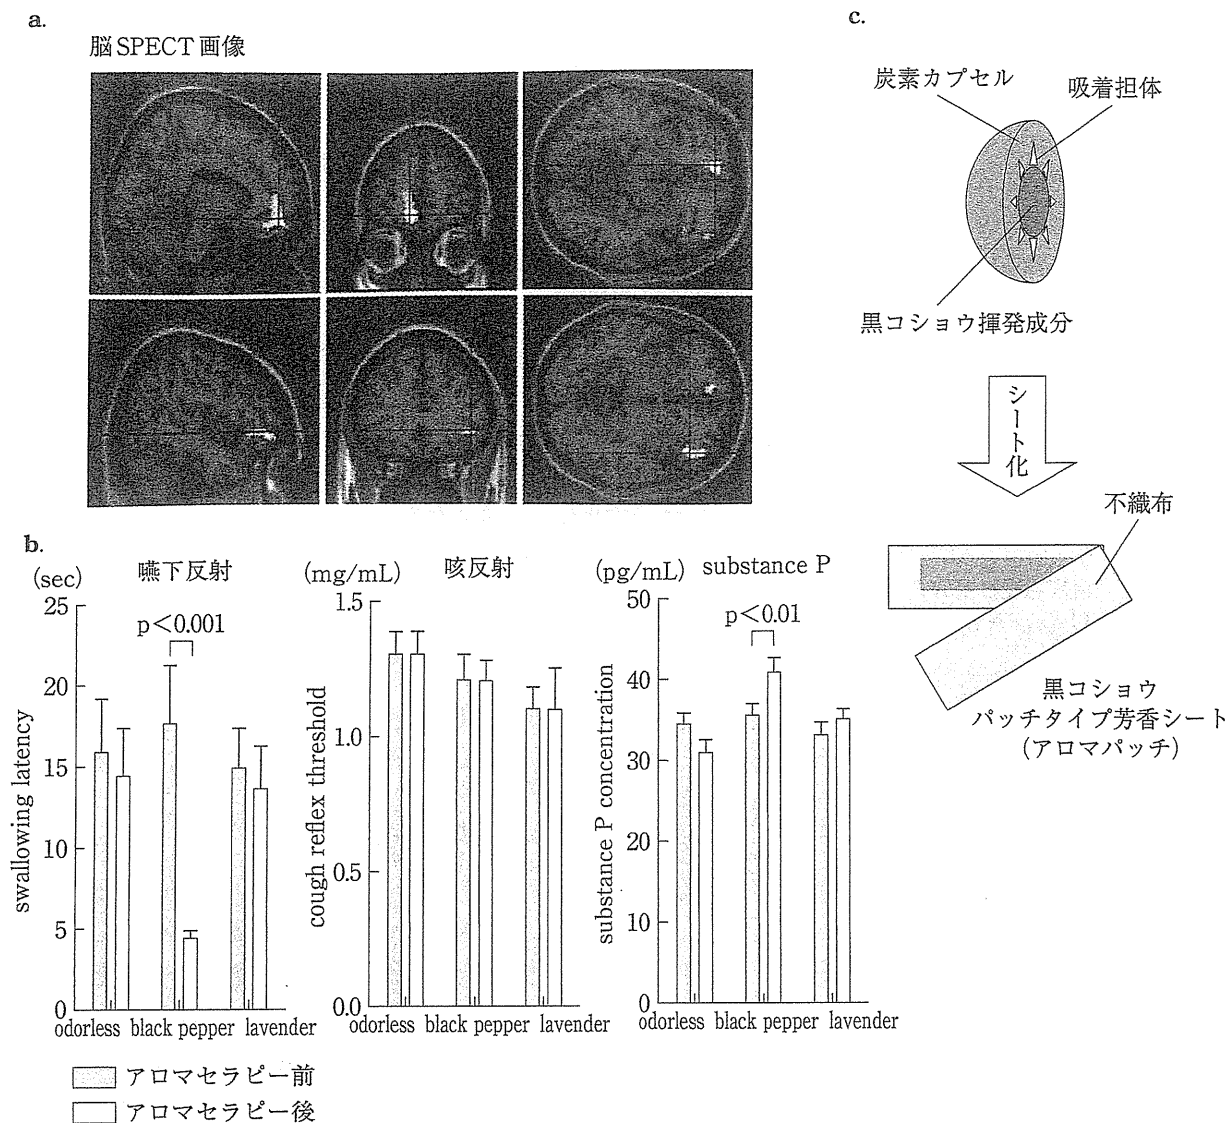 a.
脳SPECT画像
b.
嚥下反射
(sec)
swallowing latency
25
20
15
10
5
0
p<0.001
odorless black pepper lavender
咳反射
(mg/mL)
cough reflex threshold
1.5
1.0
0.5
0.0
odorless black pepper lavender
substance P
(pg/mL)
substance P concentration
50
40
30
20
10
0
p<0.01
odorless black pepper lavender
アロマセラピー前
アロマセラピー後
c.
炭素カプセル
吸着担体
黒コショウ揮発成分
シート化
不織布
黒コショウ
パッチタイプ芳香シート
(アロマパッチ)